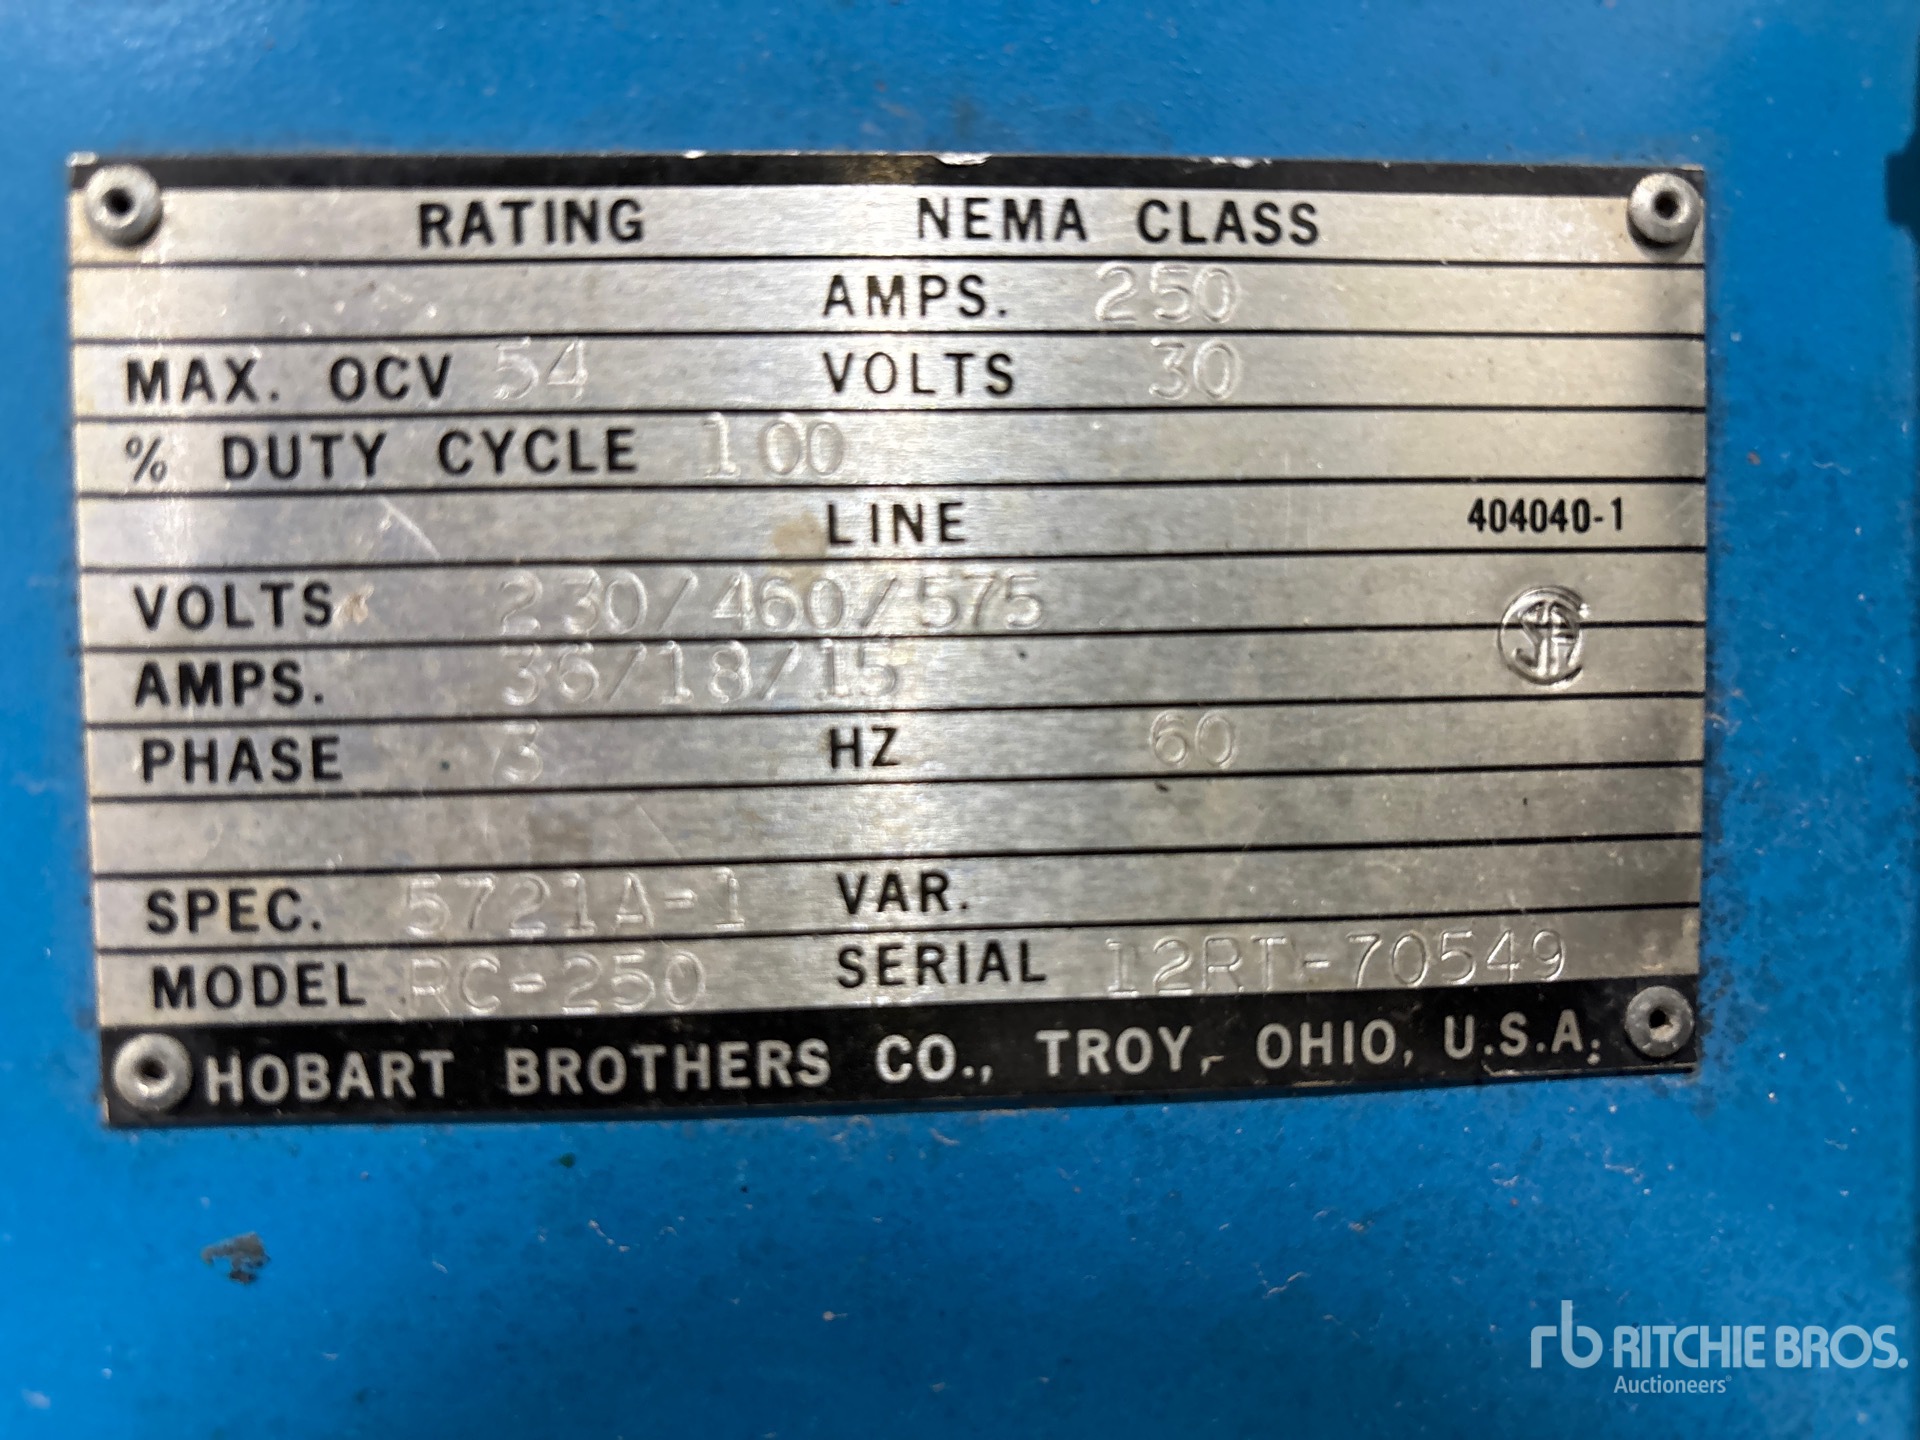 RATING NEMA CLASS
AMPS. 250
MAX. OCV 54 VOLTS 30
% DUTY CYCLE 100
LINE 404040-1
VOLTS 230/460/575
AMPS. 36/18/15
SA
PHASE 3 HZ 60
SPEC. 5721A-1 VAR.
MODEL RC-250 SERIAL 12RT-70549
HOBART BROTHERS CO., TROY, OHIO, U.S.A.
rb RITCHIE BROS.
Auctioneers